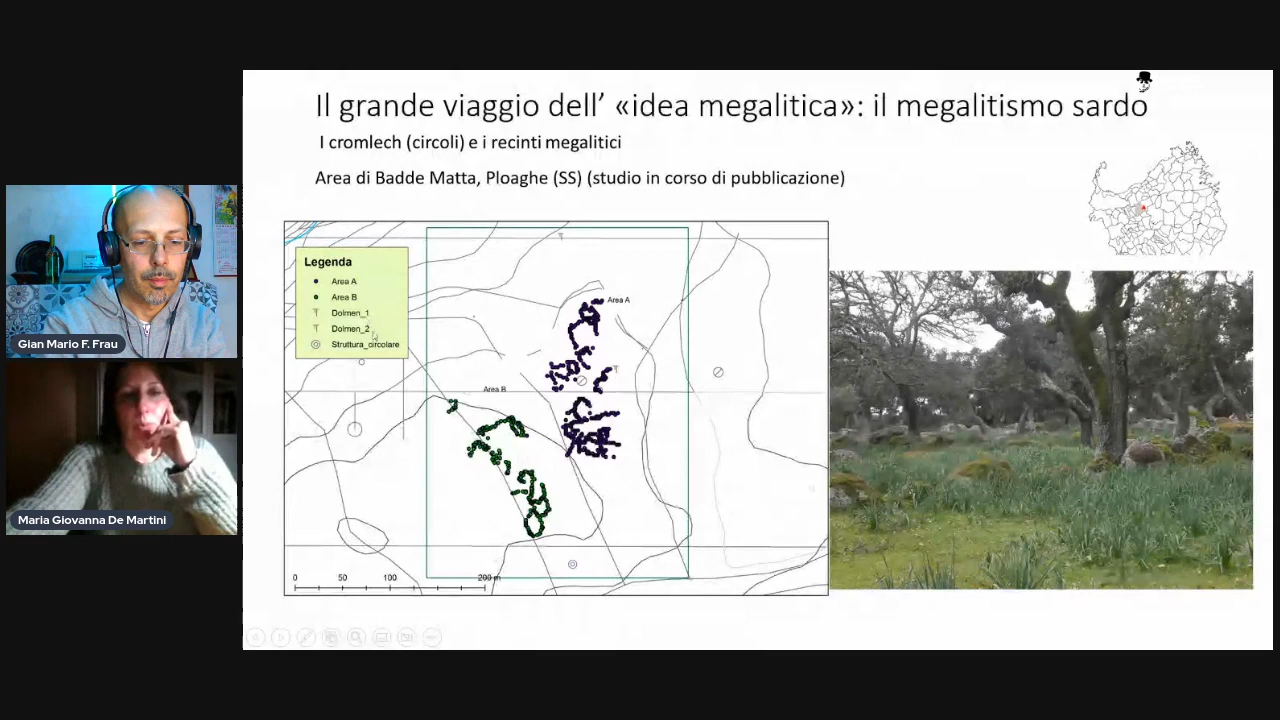 Il grande viaggio dell' «idea megalitica»: il megalitismo sardo
I cromlech (circoli) e i recinti megalitici
Area di Badde Matta, Ploaghe (SS) (studio in corso di pubblicazione)
Legenda
Area A
Area B
Dolmen_1
Dolmen_2
Struttura_circolare
Area A
Area B
0 50 100 200 m
Gian Mario F. Frau
Maria Giovanna De Martini